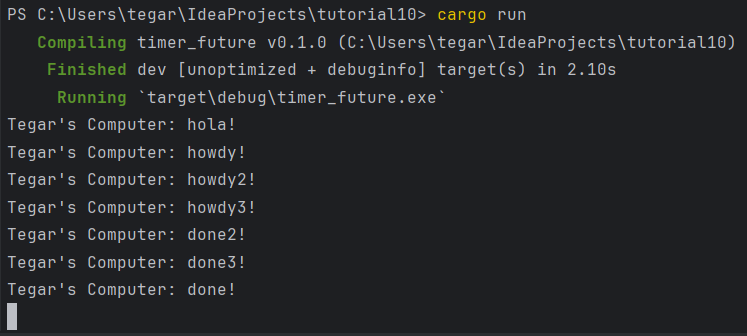 PS C:\Users\tegar\IdeaProjects\tutorial10> cargo run
Compiling timer_future v0.1.0 (C:\Users\tegar\IdeaProjects\tutorial10)
Finished dev [unoptimized + debuginfo] target(s) in 2.10s
Running `target\debug\timer_future.exe`
Tegar's Computer: hola!
Tegar's Computer: howdy!
Tegar's Computer: howdy2!
Tegar's Computer: howdy3!
Tegar's Computer: done2!
Tegar's Computer: done3!
Tegar's Computer: done!